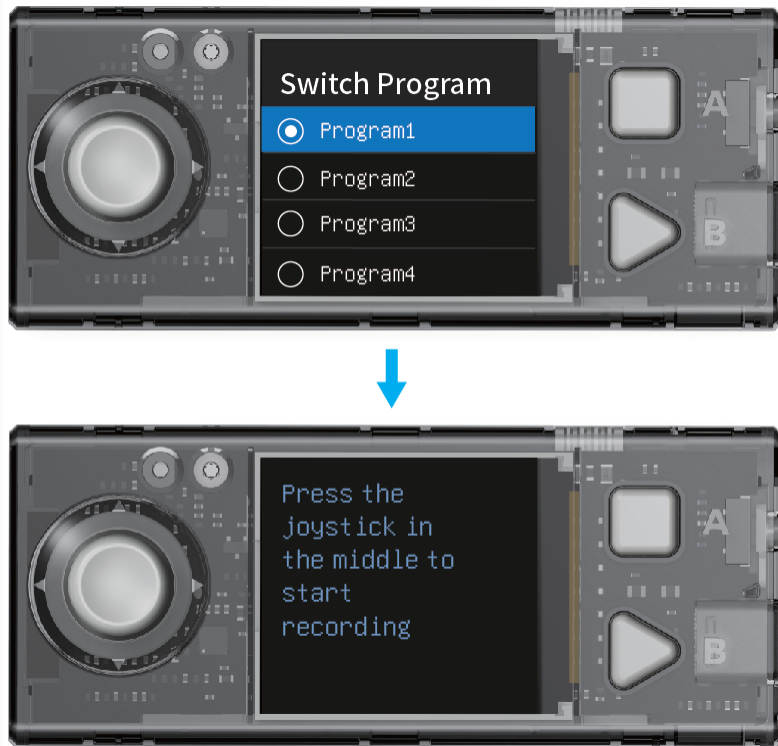 Switch Program
Program1
Program2
Program3
Program4
A
B
Press the
joystick in
the middle to
start
recording
A
B